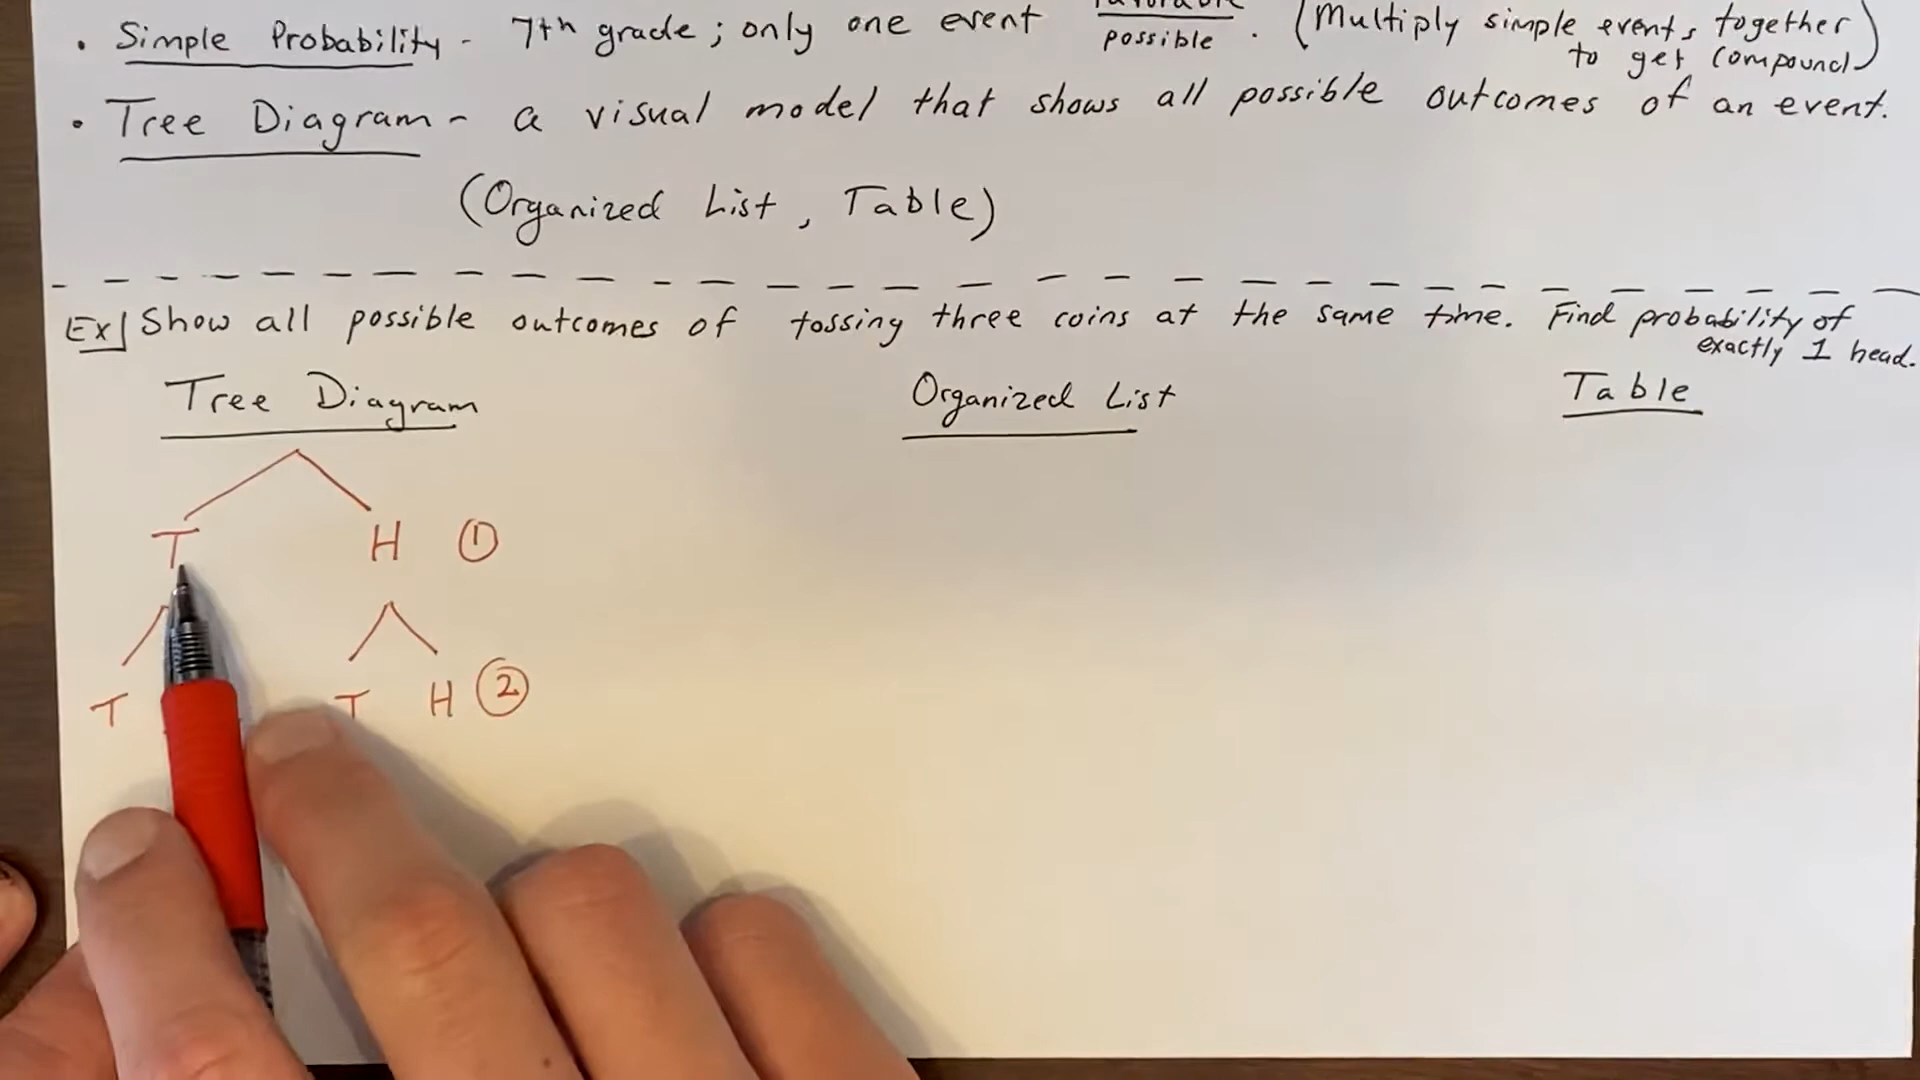 • Simple Probability - 7th grade; only one event possible . (Multiply simple events together
to get compound)
• Tree Diagram - a visual model that shows all possible outcomes of an event.
(Organized List, Table)
Ex| Show all possible outcomes of tossing three coins at the same time. Find probability of
exactly 1 head.
Tree Diagram Organized List Table
T H ①
T T H ②